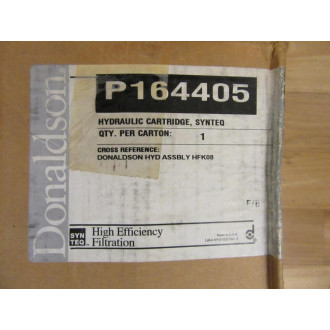 Donaldson
P164405
HYDRAULIC CARTRIDGE, SYNTEQ
QTY. PER CARTON: 1
CROSS REFERENCE:
DONALDSON HYD ASSBLY HFK08
SYN
TEQ
High Efficiency
Filtration